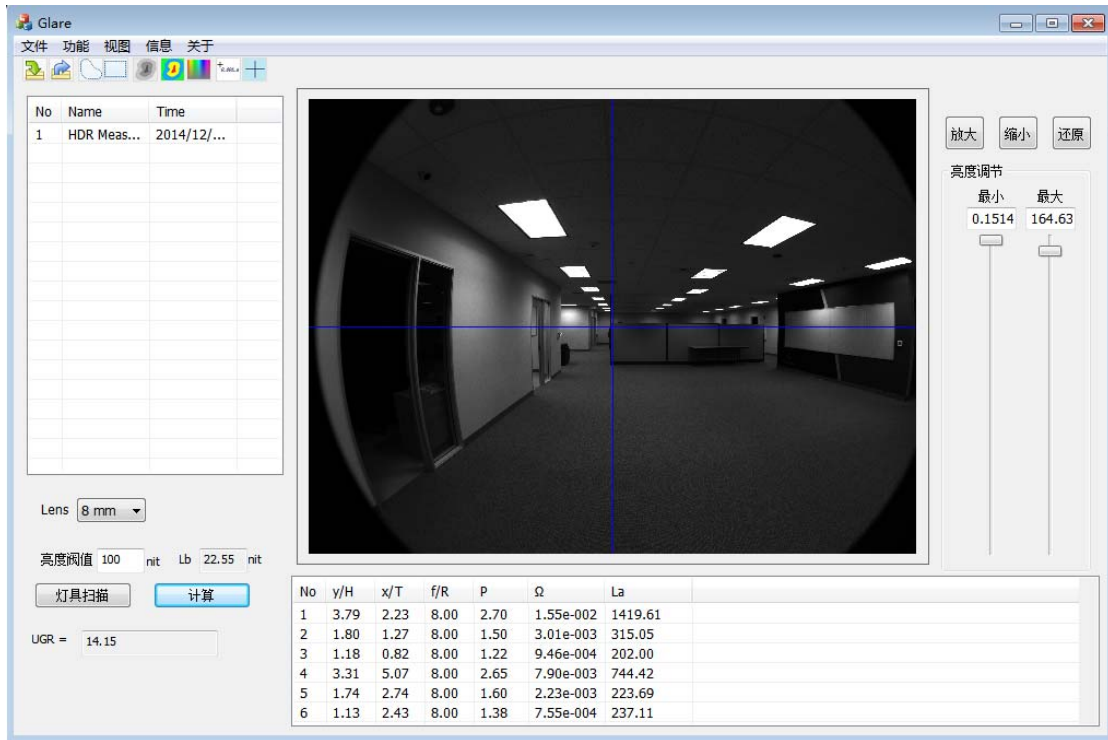 Glare
文件 功能 视图 信息 关于
No Name Time
1 HDR Meas... 2014/12/...
放大 缩小 还原
亮度调节
最小 最大
0.1514 164.63
Lens 8 mm
亮度阀值 100 nit Lb 22.55 nit
灯具扫描 计算
UGR = 14.15
No y/H x/T f/R P Ω La
1 3.79 2.23 8.00 2.70 1.55e-002 1419.61
2 1.80 1.27 8.00 1.50 3.01e-003 315.05
3 1.18 0.82 8.00 1.22 9.46e-004 202.00
4 3.31 5.07 8.00 2.65 7.90e-003 744.42
5 1.74 2.74 8.00 1.60 2.23e-003 223.69
6 1.13 2.43 8.00 1.38 7.55e-004 237.11